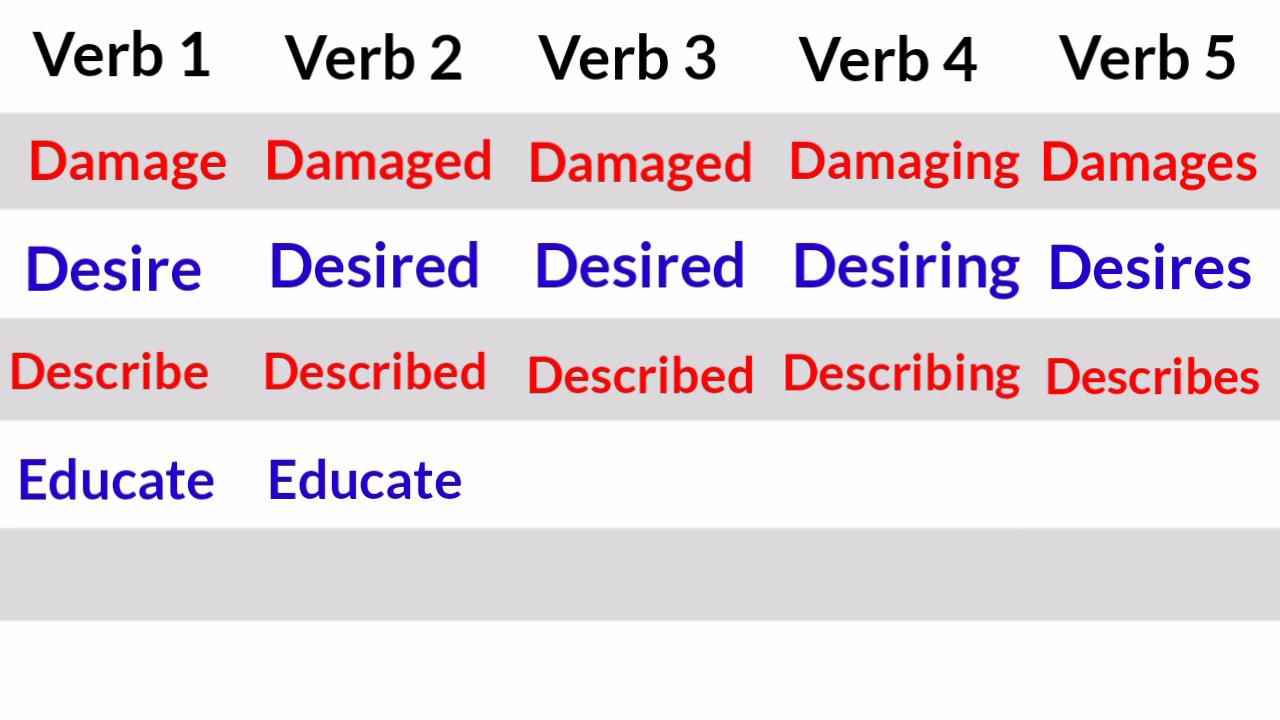 Verb 1 Verb 2 Verb 3 Verb 4 Verb 5
Damage Damaged Damaged Damaging Damages
Desire Desired Desired Desiring Desires
Describe Described Described Describing Describes
Educate Educate